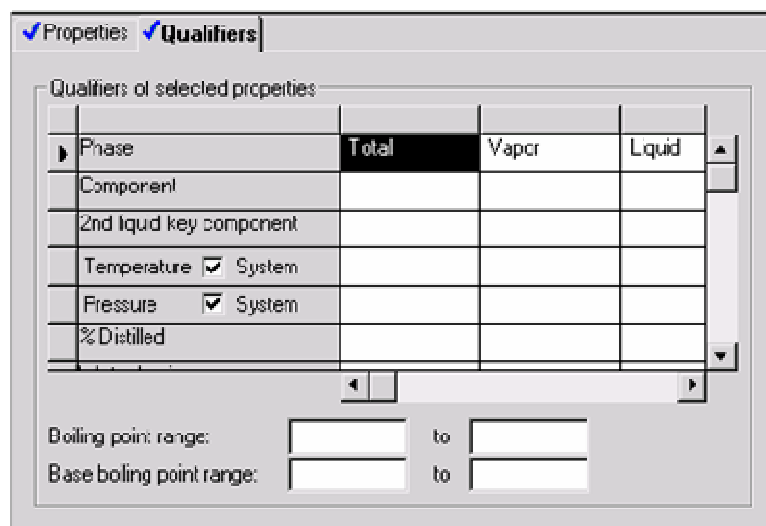 Properties Qualifiers
Qualifiers of selected properties
Phase Total Vapor Liquid
Component
2nd liquid key component
Temperature System
Pressure System
% Distilled
Boiling point range: to
Base boiling point range: to